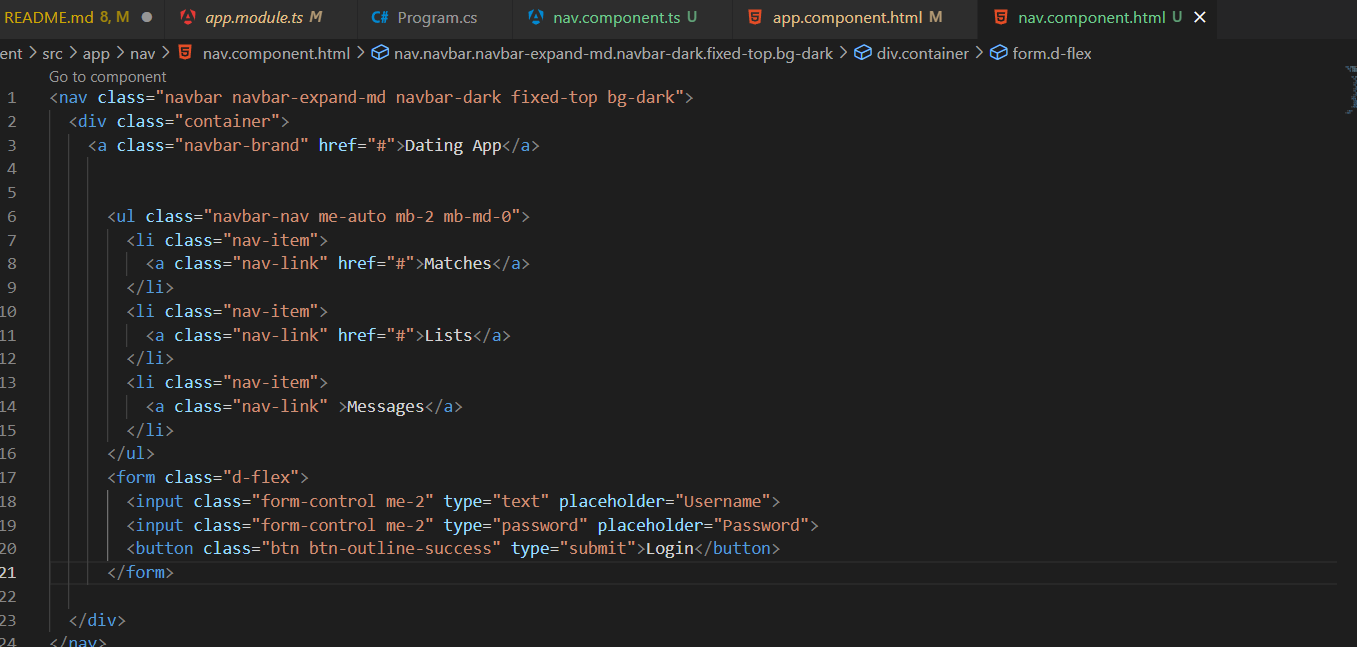 README.md 8, M ● app.module.ts M C# Program.cs nav.component.ts U app.component.html M nav.component.html U ×
ent > src > app > nav > nav.component.html > nav.navbar.navbar-expand-md.navbar-dark.fixed-top.bg-dark > div.container > form.d-flex
Go to component
1 <nav class="navbar navbar-expand-md navbar-dark fixed-top bg-dark">
2 <div class="container">
3 <a class="navbar-brand" href="#">Dating App</a>
4
5
6 <ul class="navbar-nav me-auto mb-2 mb-md-0">
7 <li class="nav-item">
8 <a class="nav-link" href="#">Matches</a>
9 </li>
10 <li class="nav-item">
11 <a class="nav-link" href="#">Lists</a>
12 </li>
13 <li class="nav-item">
14 <a class="nav-link" >Messages</a>
15 </li>
16 </ul>
17 <form class="d-flex">
18 <input class="form-control me-2" type="text" placeholder="Username">
19 <input class="form-control me-2" type="password" placeholder="Password">
20 <button class="btn btn-outline-success" type="submit">Login</button>
21 </form>
22
23 </div>
24 </nav>